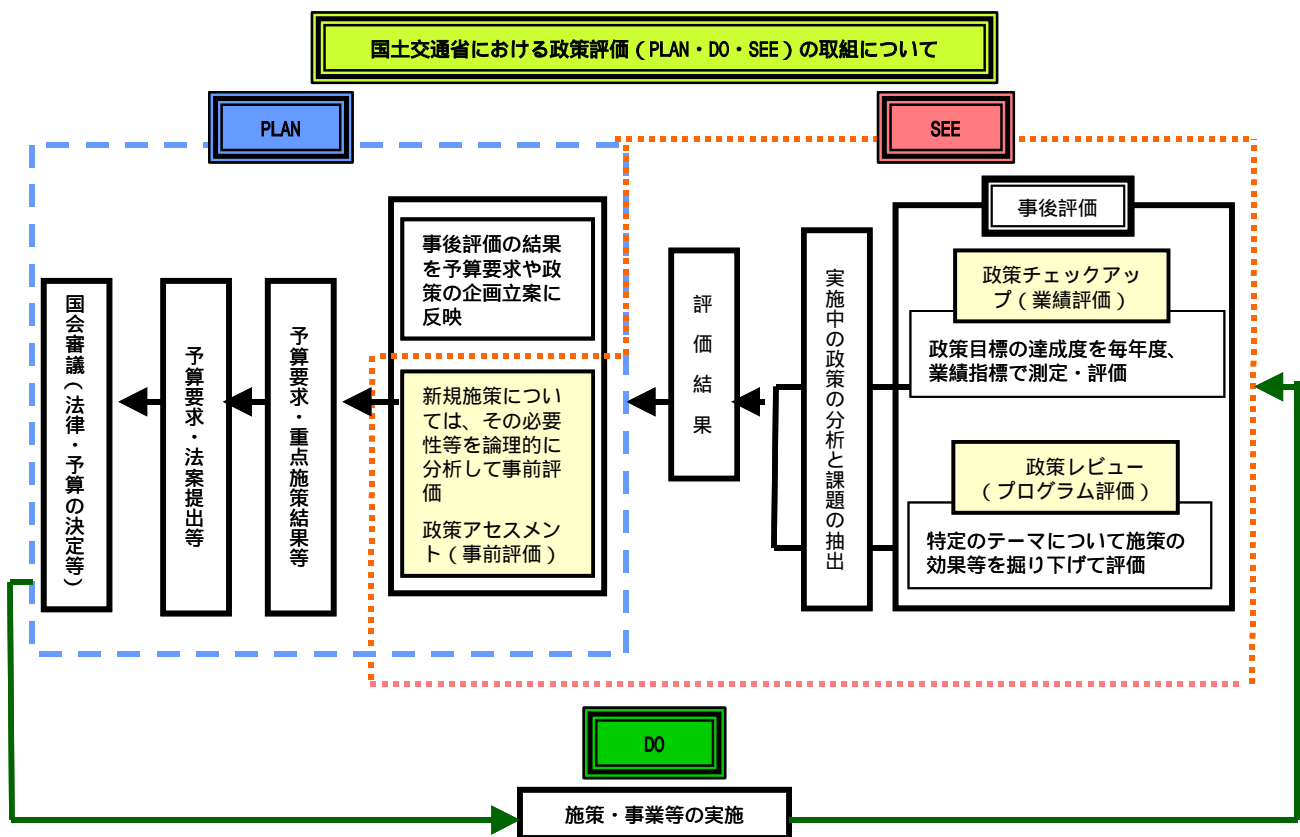 国土交通省における政策評価（PLAN・DO・SEE）の取組について
PLAN
SEE
事後評価
事後評価の結果
を予算要求や政
策の企画立案に
反映
新規施策につい
ては、その必要
性等を論理的に
分析して事前評
価
政策アセスメン
ト（事前評価）
国会審議（法律・予算の決定等）
予算要求・法案提出等
予算要求・重点施策結果等
評価結果
実施中の政策の分析と課題の抽出
政策チェックアッ
プ（業績評価）
政策目標の達成度を毎年度、
業績指標で測定・評価
政策レビュー
（プログラム評価）
特定のテーマについて施策の
効果等を掘り下げて評価
DO
施策・事業等の実施